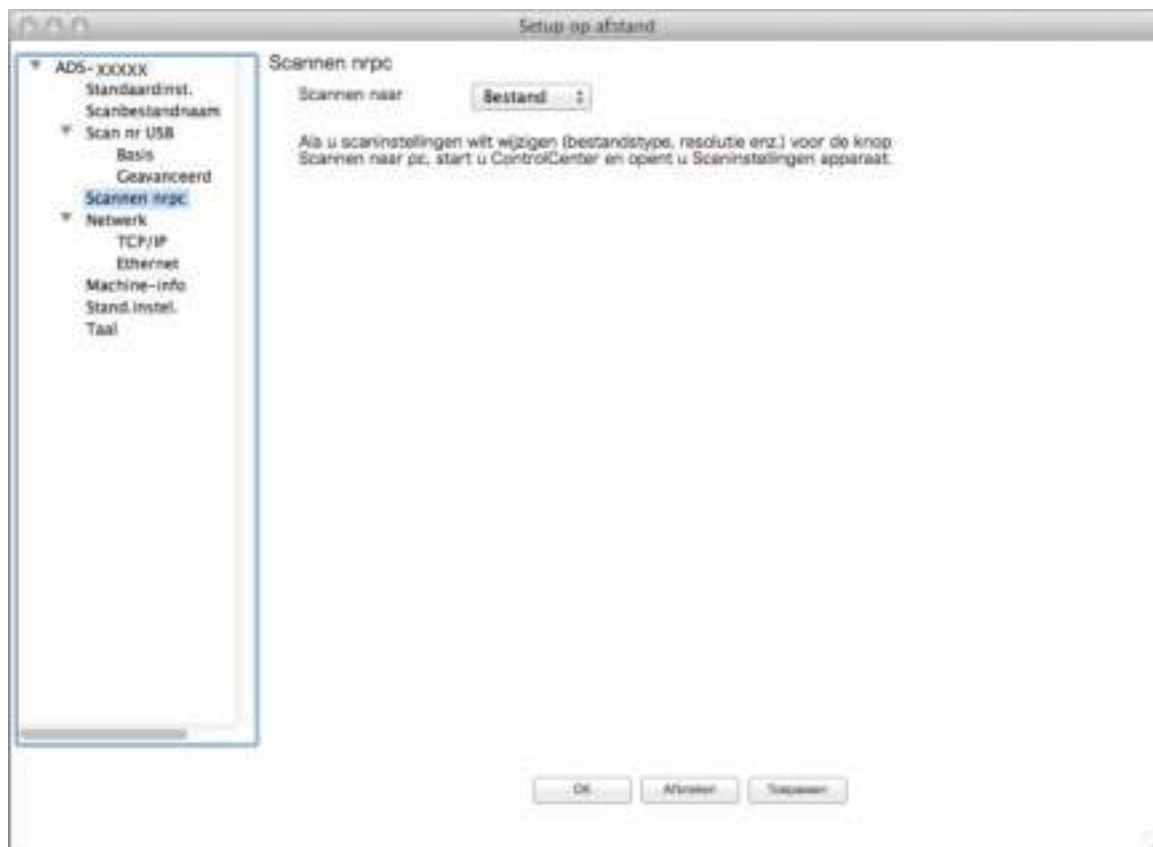 Setup op afstand
ADS-XXXXX
Standaardinst.
Scanbestandnaam
Scan nr USB
Basis
Geavanceerd
Scannen nrpc
Netwerk
TCP/IP
Ethernet
Machine-info
Stand.instel.
Taal
Scannen nrpc
Scannen naar
Bestand
Als u scaninstellingen wilt wijzigen (bestandstype, resolutie enz.) voor de knop
Scannen naar pc, start u ControlCenter en opent u Scaninstellingen apparaat.
OK
Afbreken
Toepassen